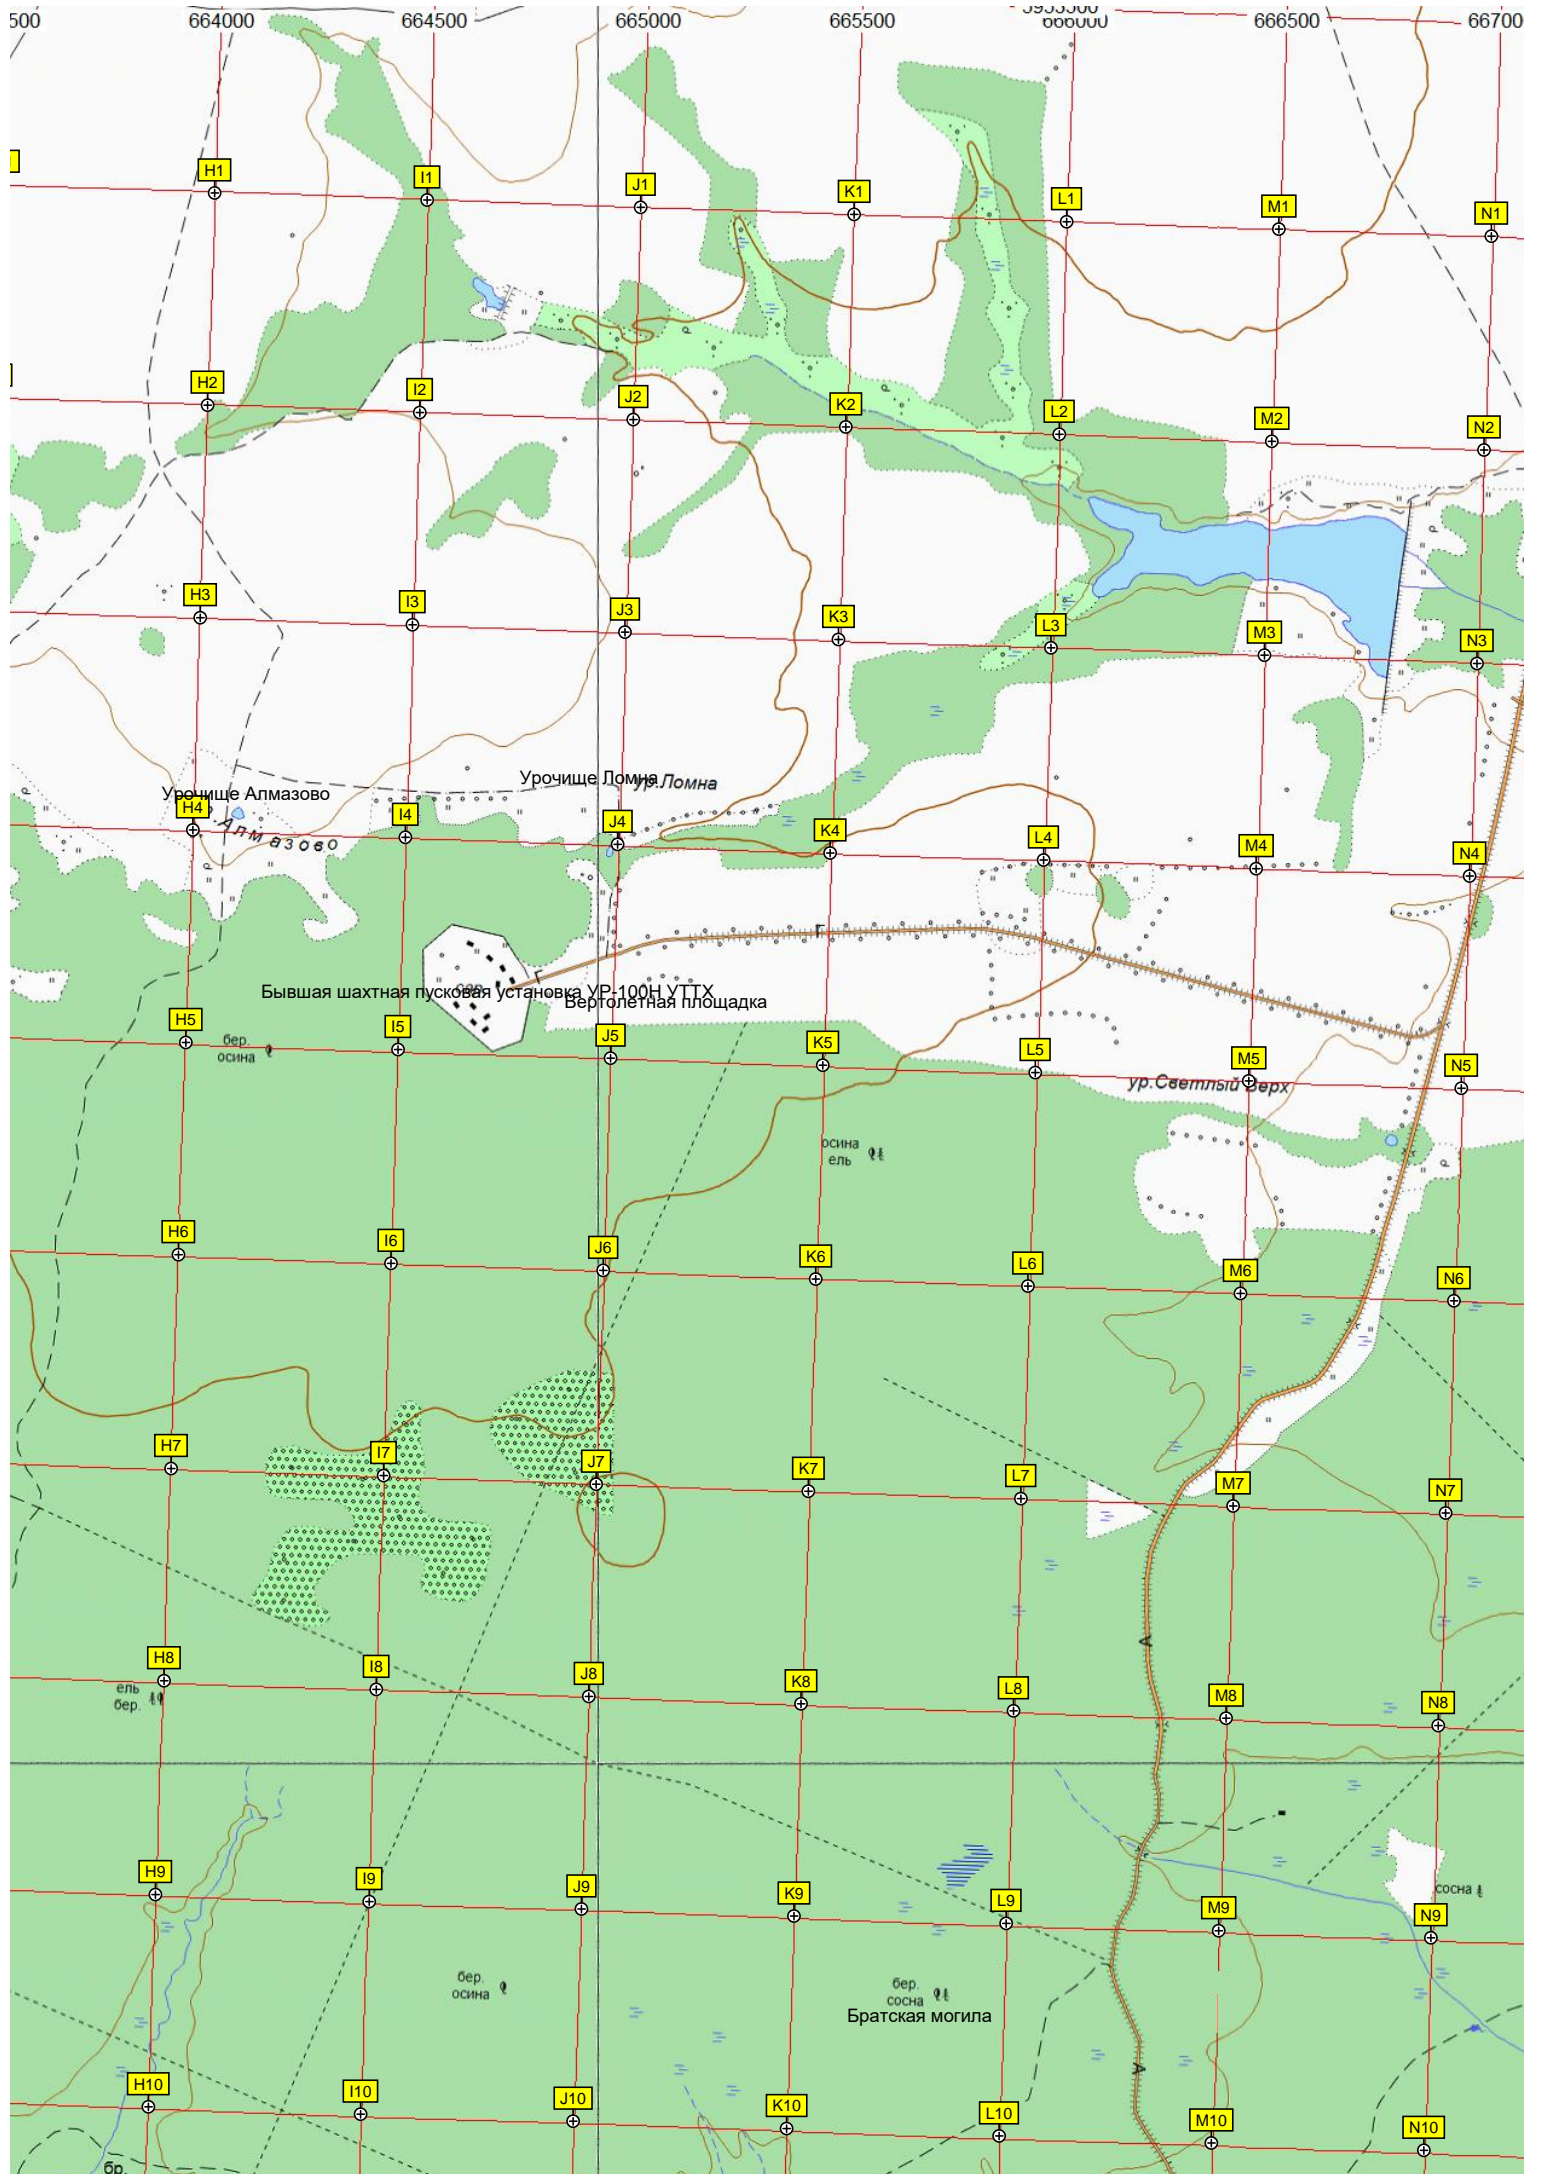 500 664000 664500 665000 665500 666000 666500 66700
H1 I1 J1 K1 L1 M1 N1
H2 I2 J2 K2 L2 M2 N2
H3 I3 J3 K3 L3 M3 N3
Урочище Ломна
ур.Ломна
Урочище Алмазово
H4 I4 J4 K4 L4 M4 N4
Алмазово
Г
Г
Бывшая шахтная пусковая установка УР-100Н УТТХ
Вертолетная площадка
H5 I5 J5 K5 L5 M5 N5
бер.
осина
ур.Светлый Верх
осина
ель
H6 I6 J6 K6 L6 M6 N6
H7 I7 J7 K7 L7 M7 N7
А
H8 I8 J8 K8 L8 M8 N8
ель
бер.
H9 I9 J9 K9 L9 M9 N9
сосна
бер.
осина
бер.
сосна
Братская могила
А
H10 I10 J10 K10 L10 M10 N10
бр.